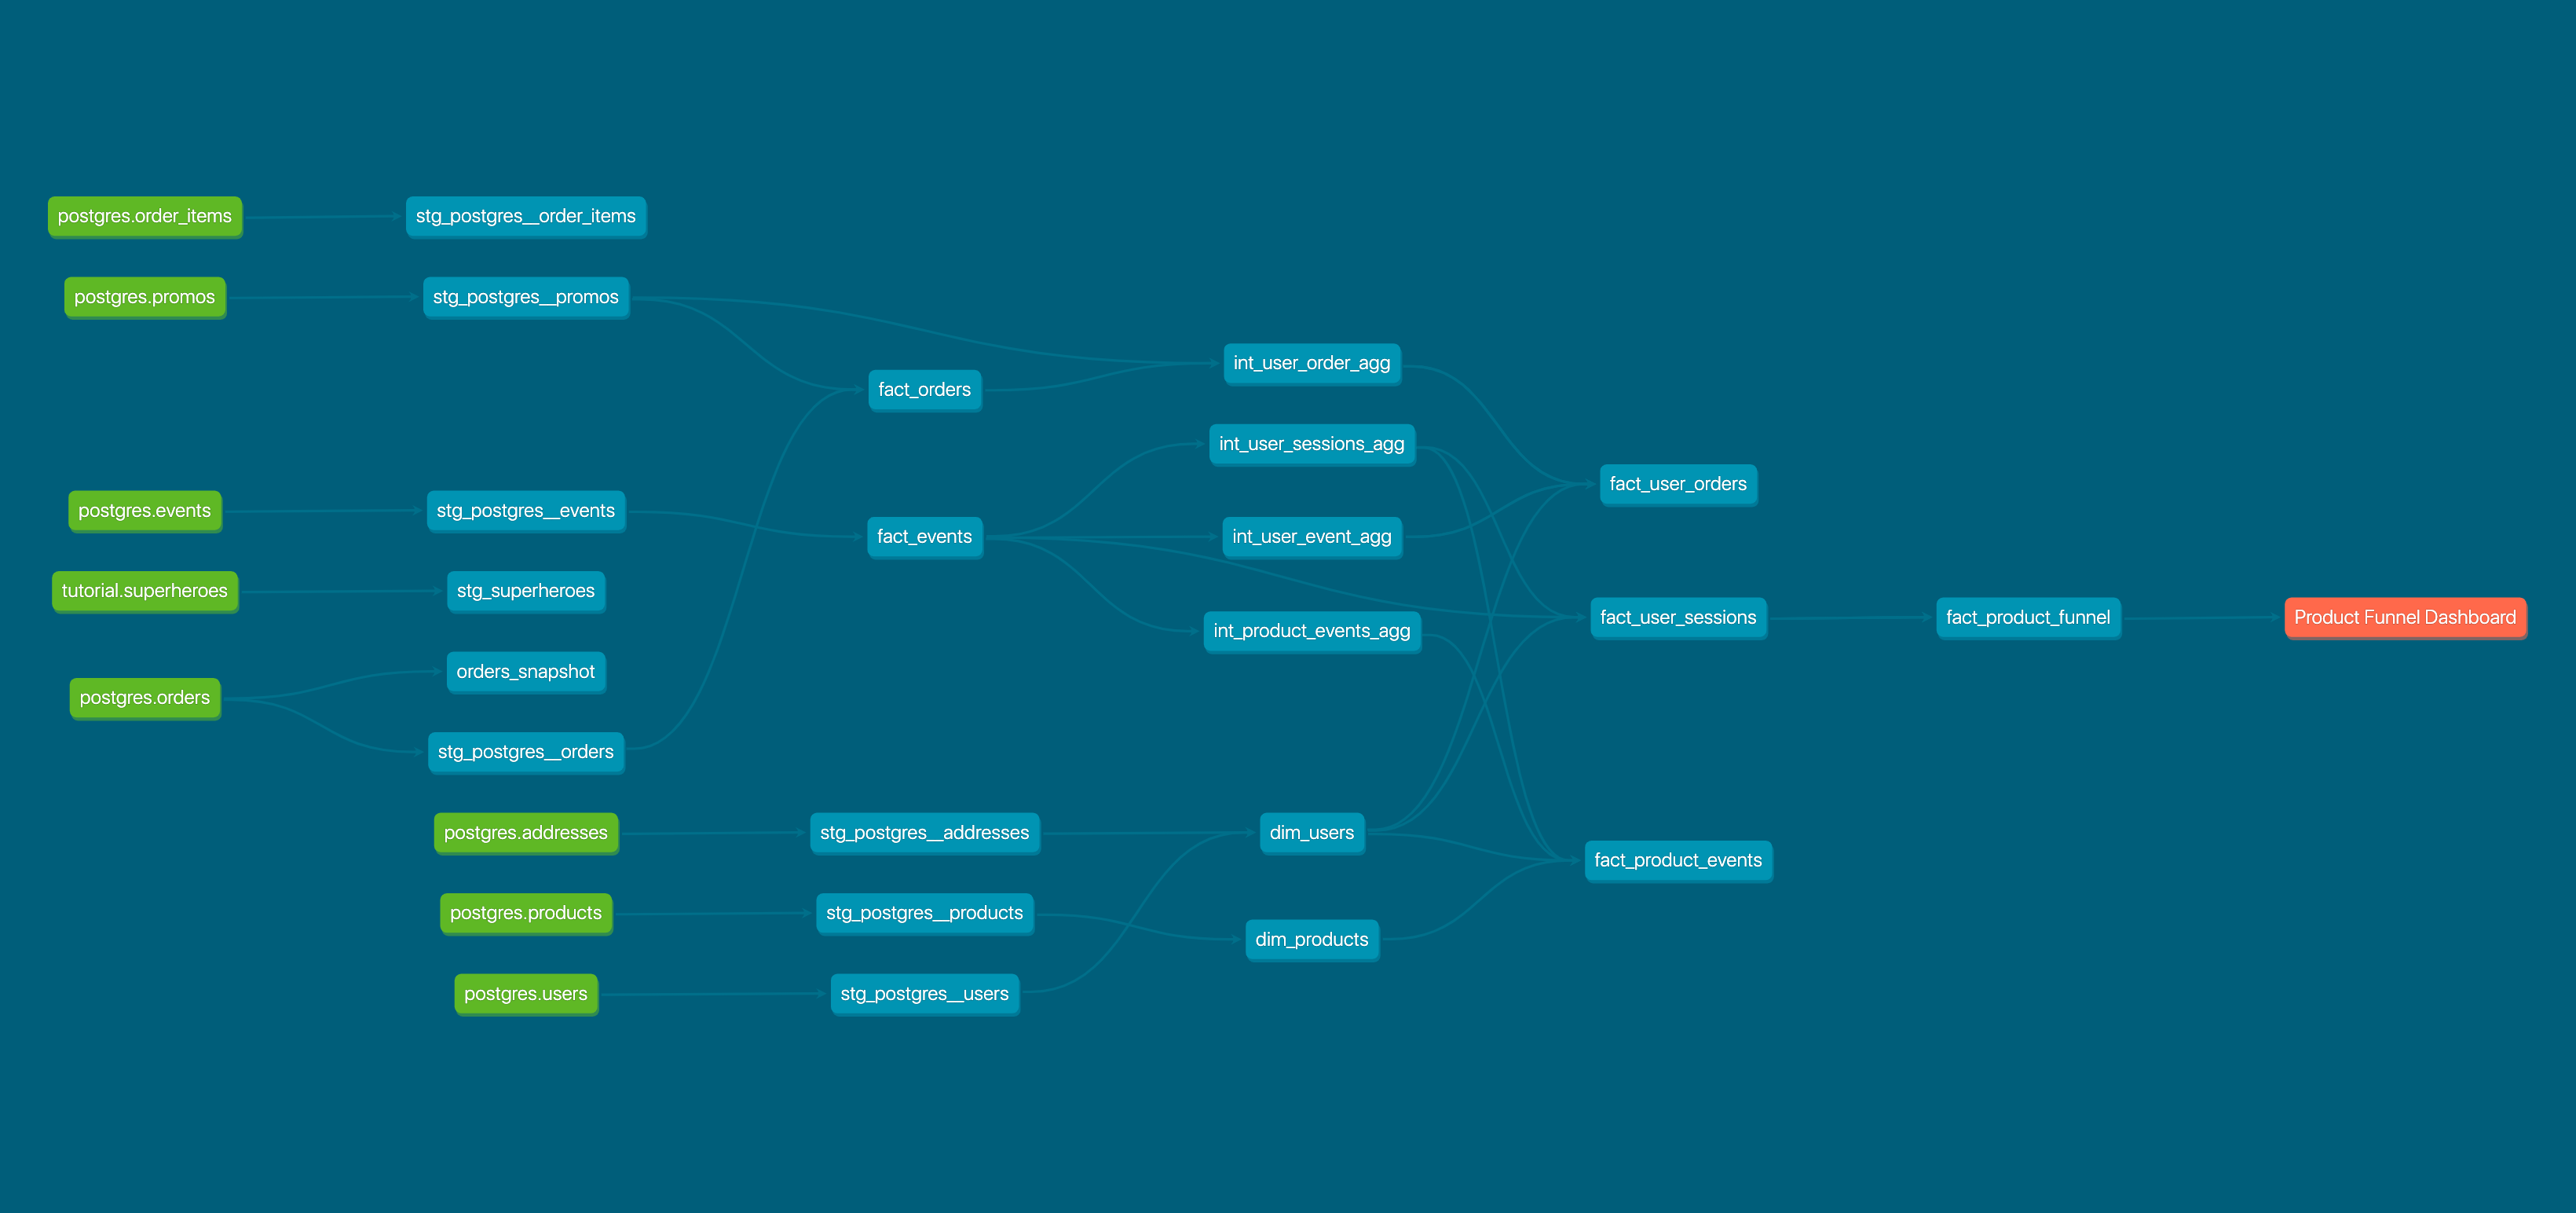 postgres.order_items
stg_postgres__order_items
postgres.promos
stg_postgres__promos
int_user_order_agg
fact_orders
int_user_sessions_agg
fact_user_orders
postgres.events
stg_postgres__events
fact_events
int_user_event_agg
tutorial.superheroes
stg_superheroes
fact_user_sessions
fact_product_funnel
Product Funnel Dashboard
int_product_events_agg
orders_snapshot
postgres.orders
stg_postgres__orders
postgres.addresses
stg_postgres__addresses
dim_users
fact_product_events
postgres.products
stg_postgres__products
dim_products
postgres.users
stg_postgres__users